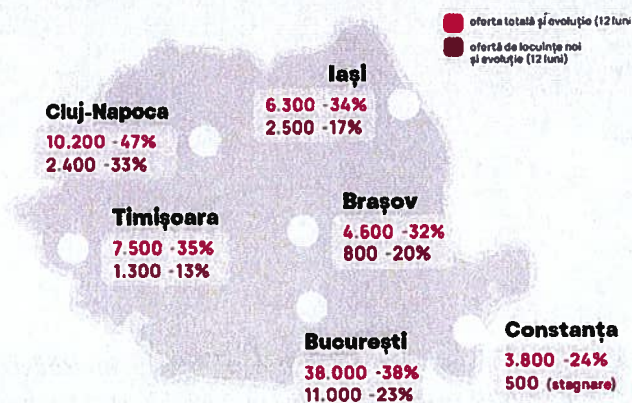 oferta totală și evoluție (12 luni
ofertă de locuințe noi
și evoluție (12 luni)
Iași
6.300 -34%
2.500 -17%
Cluj-Napoca
10.200 -47%
2.400 -33%
Brașov
4.600 -32%
800 -20%
Timișoara
7.500 -35%
1.300 -13%
București
38.000 -38%
11.000 -23%
Constanța
3.800 -24%
500 (stagnare)